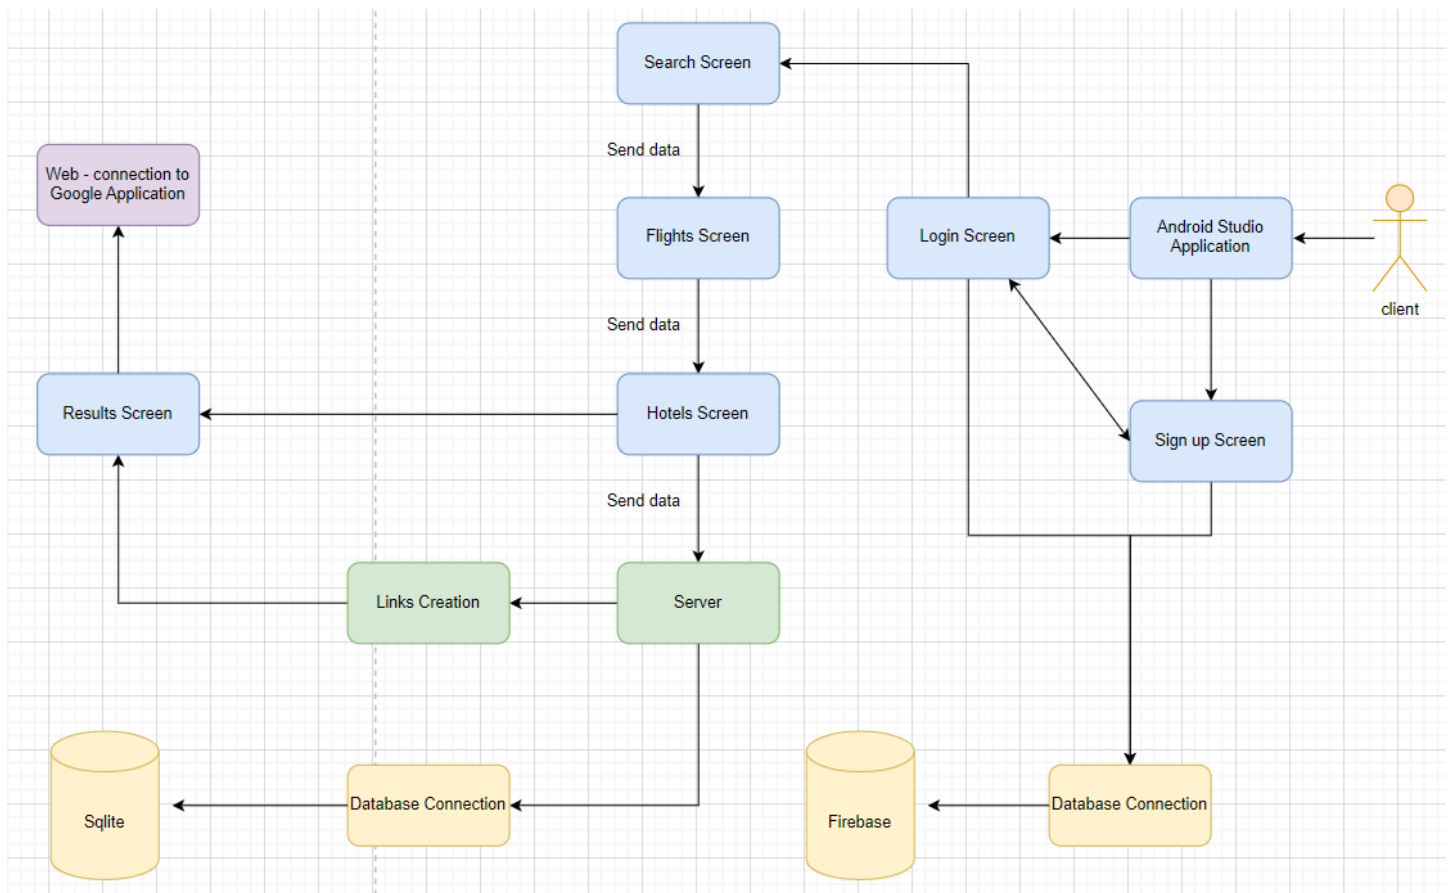 Search Screen
Send data
Web - connection to
Google Application
Flights Screen
Login Screen
Android Studio
Application
client
Send data
Results Screen
Hotels Screen
Sign up Screen
Send data
Links Creation
Server
Sqlite
Database Connection
Firebase
Database Connection